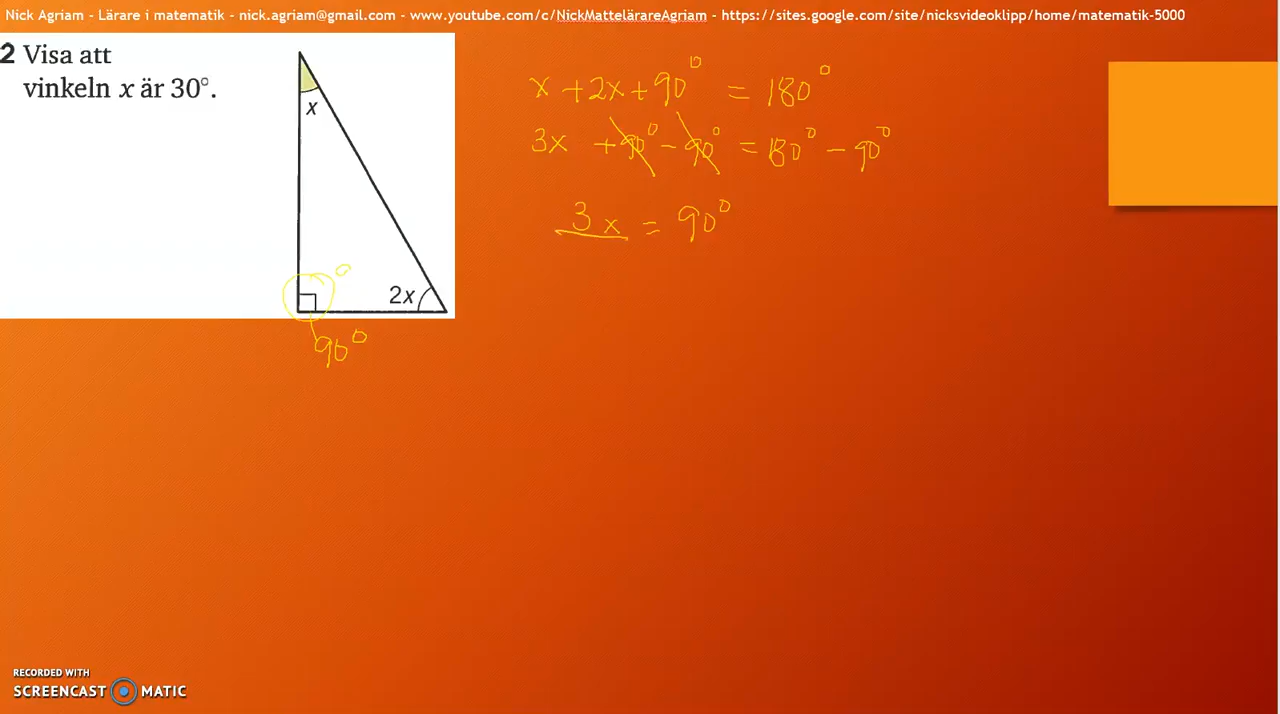 Nick Agriam - Lärare i matematik - nick.agriam@gmail.com - www.youtube.com/c/NickMattelärareAgriam - https://sites.google.com/site/nicksvideoklipp/home/matematik-5000
2 Visa att
vinkeln x är 30°.
x
2x
90°
x + 2x + 90° = 180°
3x + 90° - 90° = 180° - 90°
3x = 90°
RECORDED WITH
SCREENCAST MATIC